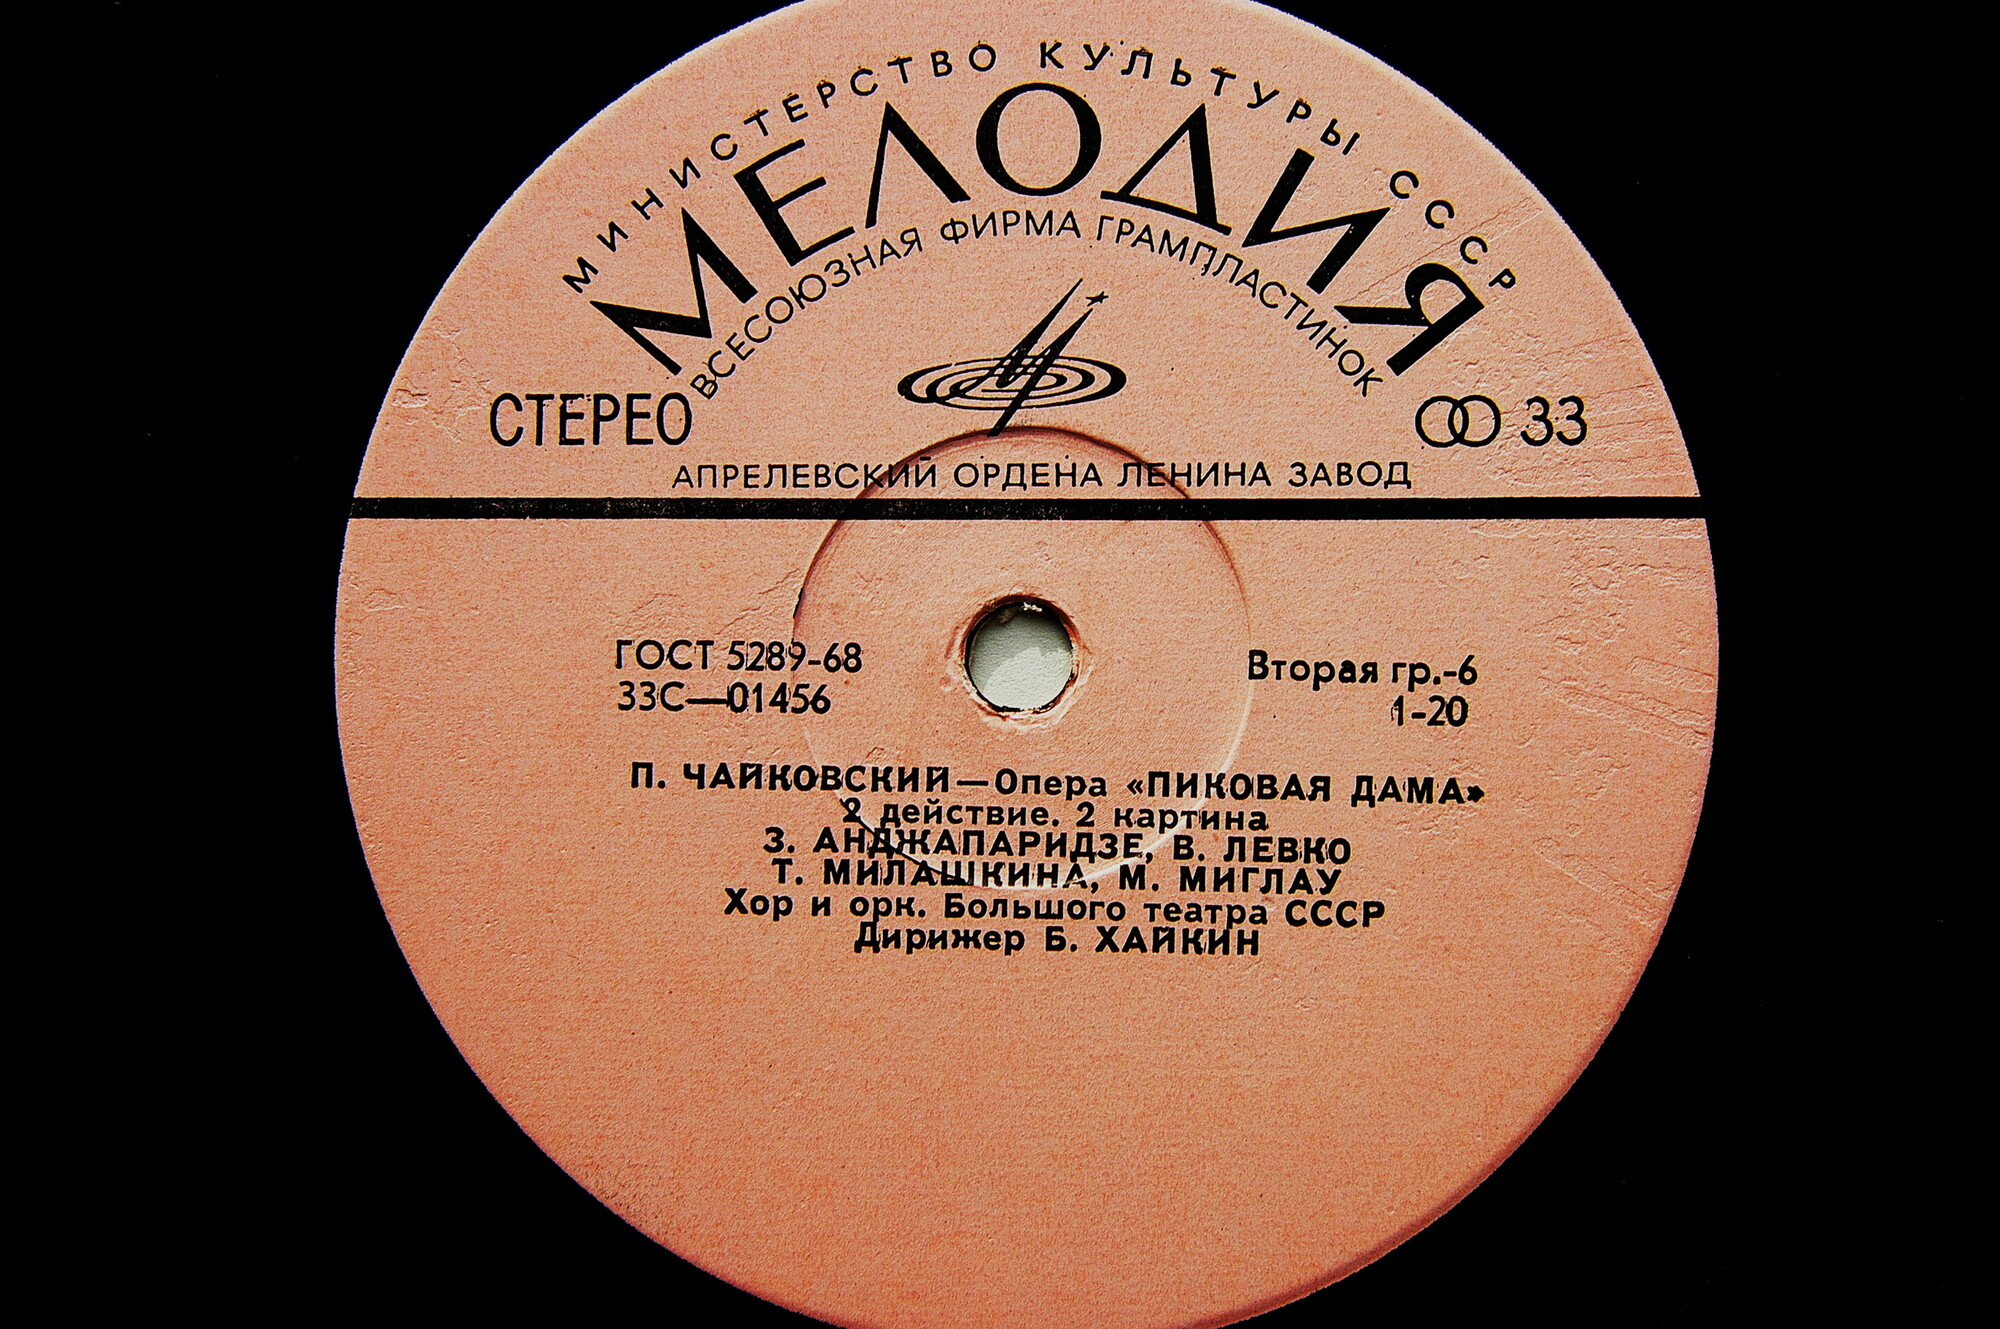 МИНИСТЕРСТВО КУЛЬТУРЫ СССР
МЕЛОДИЯ
ВСЕСОЮЗНАЯ ФИРМА ГРАМПЛАСТИНОК
СТЕРЕО
33
АПРЕЛЕВСКИЙ ОРДЕНА ЛЕНИНА ЗАВОД
ГОСТ 5289-68
33С—01456
Вторая гр.-6
1-20
П. ЧАЙКОВСКИЙ—Опера «ПИКОВАЯ ДАМА»
2 действие. 2 картина
З. АНДЖАПАРИДЗЕ, В. ЛЕВКО
Т. МИЛАШКИНА, М. МИГЛАУ
Хор и орк. Большого театра СССР
Дирижер Б. ХАЙКИН